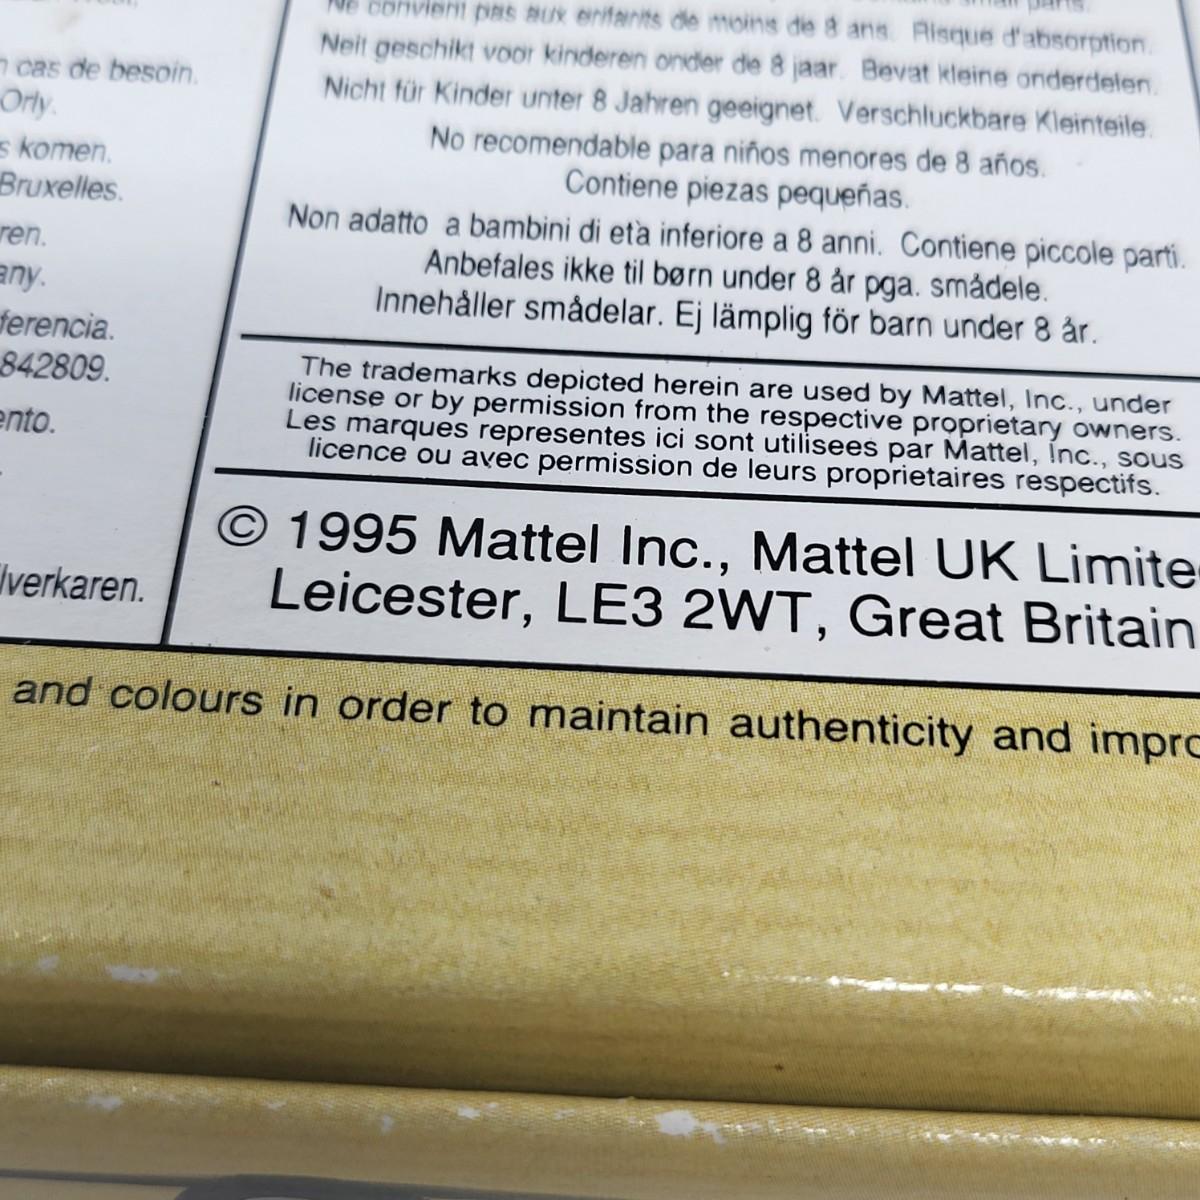 n cas de besoin.
Orly.
s komen.
Bruxelles.
ren.
any.
ferencia.
842809.
ento.
lverkaren.
Ne convient pas aux enfants de moins de 8 ans. Risque d'absorption.
Neit geschikt voor kinderen onder de 8 jaar. Bevat kleine onderdelen.
Nicht für Kinder unter 8 Jahren geeignet. Verschluckbare Kleinteile.
No recomendable para niños menores de 8 años.
Contiene piezas pequeñas.
Non adatto a bambini di età inferiore a 8 anni. Contiene piccole parti.
Anbefales ikke til børn under 8 år pga. smådele.
Innehåller smådelar. Ej lämplig för barn under 8 år.
The trademarks depicted herein are used by Mattel, Inc., under
license or by permission from the respective proprietary owners.
Les marques representes ici sont utilisees par Mattel, Inc., sous
licence ou avec permission de leurs proprietaires respectifs.
© 1995 Mattel Inc., Mattel UK Limite
Leicester, LE3 2WT, Great Britain
and colours in order to maintain authenticity and impro